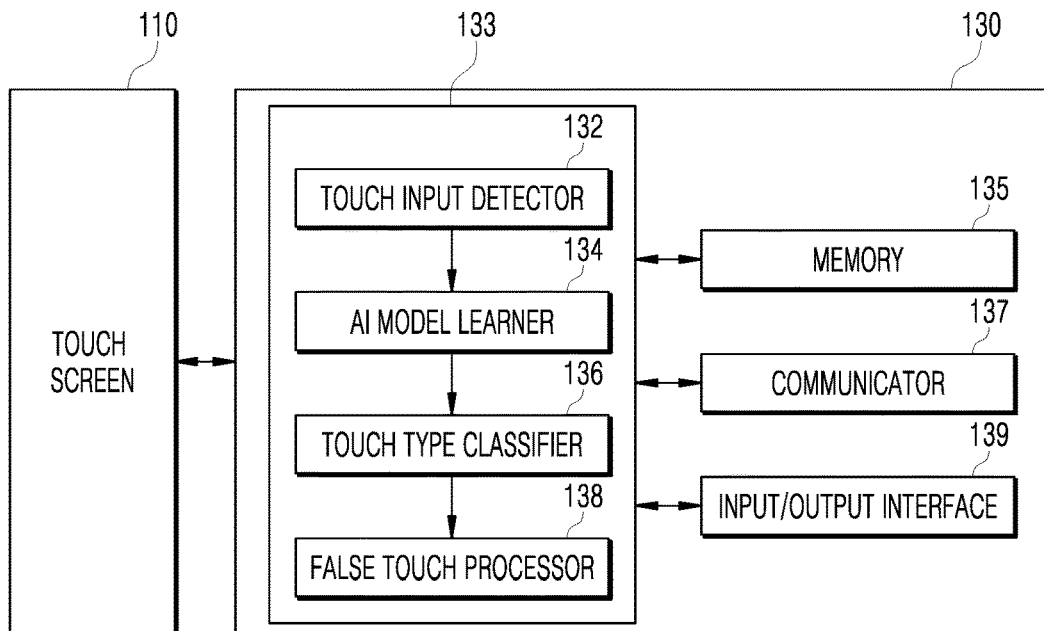 110
133
130
132
TOUCH INPUT DETECTOR
135
MEMORY
134
AI MODEL LEARNER
137
COMMUNICATOR
TOUCH
SCREEN
136
TOUCH TYPE CLASSIFIER
139
INPUT/OUTPUT INTERFACE
138
FALSE TOUCH PROCESSOR